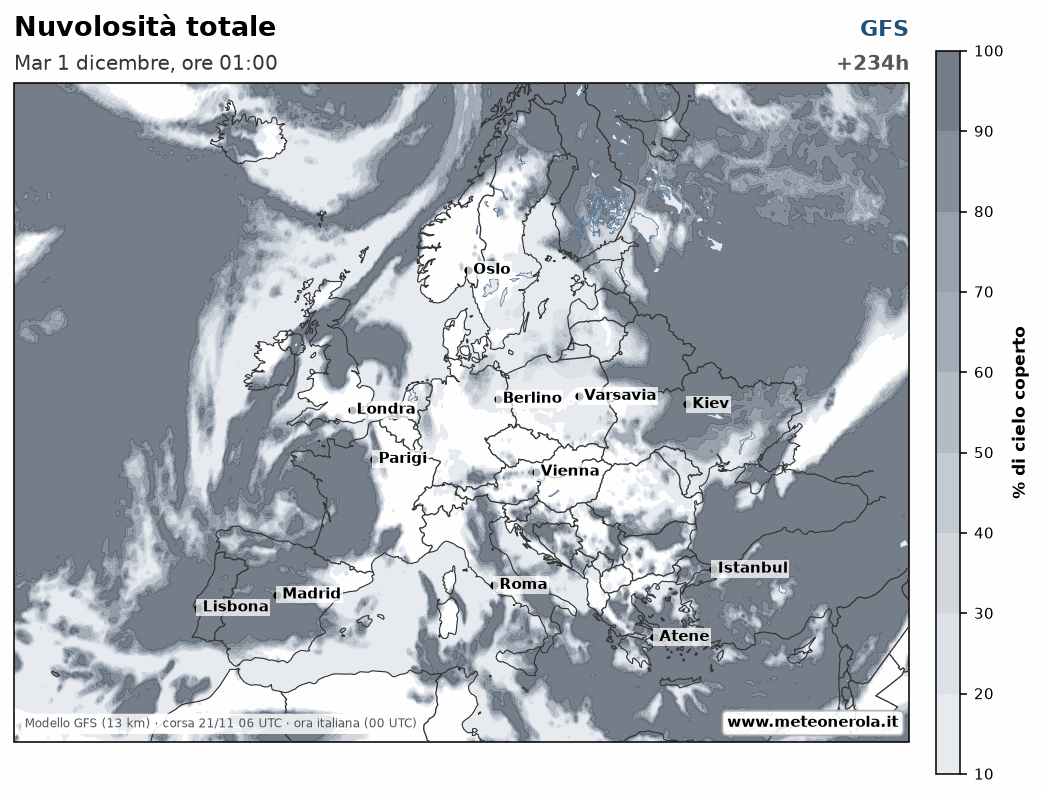 Nuvolosità totale
GFS
Mar 1 dicembre, ore 01:00
+234h
100
90
80
70
60
50
40
30
20
10
% di cielo coperto
Oslo
Berlino
Varsavia
Kiev
Londra
Parigi
Vienna
Istanbul
Roma
Madrid
Lisbona
Atene
Modello GFS (13 km) · corsa 21/11 06 UTC · ora italiana (00 UTC)
www.meteonerola.it